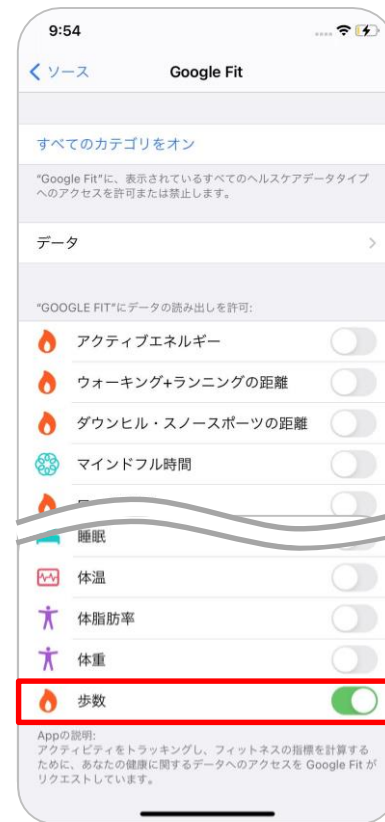 9:54
ソース
Google Fit
すべてのカテゴリをオン
"Google Fit"に、表示されているすべてのヘルスケアデータタイプ
へのアクセスを許可または禁止します。
データ
"GOOGLE FIT"にデータの読み出しを許可:
アクティブエネルギー
ウォーキング+ランニングの距離
ダウンヒル・スノースポーツの距離
マインドフル時間
睡眠
体温
体脂肪率
体重
歩数
Appの説明:
アクティビティをトラッキングし、フィットネスの指標を計算する
ために、あなたの健康に関するデータへのアクセスを Google Fit が
リクエストしています。